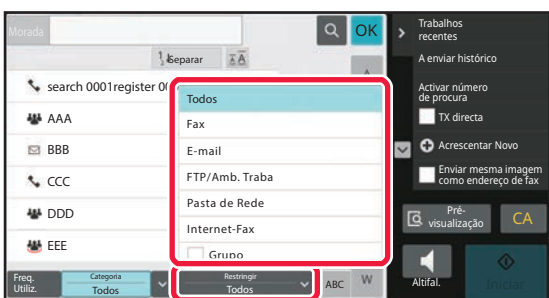 Morada
OK
Separar
search 0001register 00
AAA
BBB
CCC
DDD
EEE
Todos
Fax
E-mail
FTP/Amb. Traba
Pasta de Rede
Internet-Fax
Grupo
Freq.
Utiliz.
Categoria
Todos
Restringir
Todos
ABC
W
Trabalhos
recentes
A enviar histórico
Activar número
de procura
TX directa
Acrescentar Novo
Enviar mesma imagem
como endereço de fax
Pré-
visualização
CA
Altifal.
Iniciar